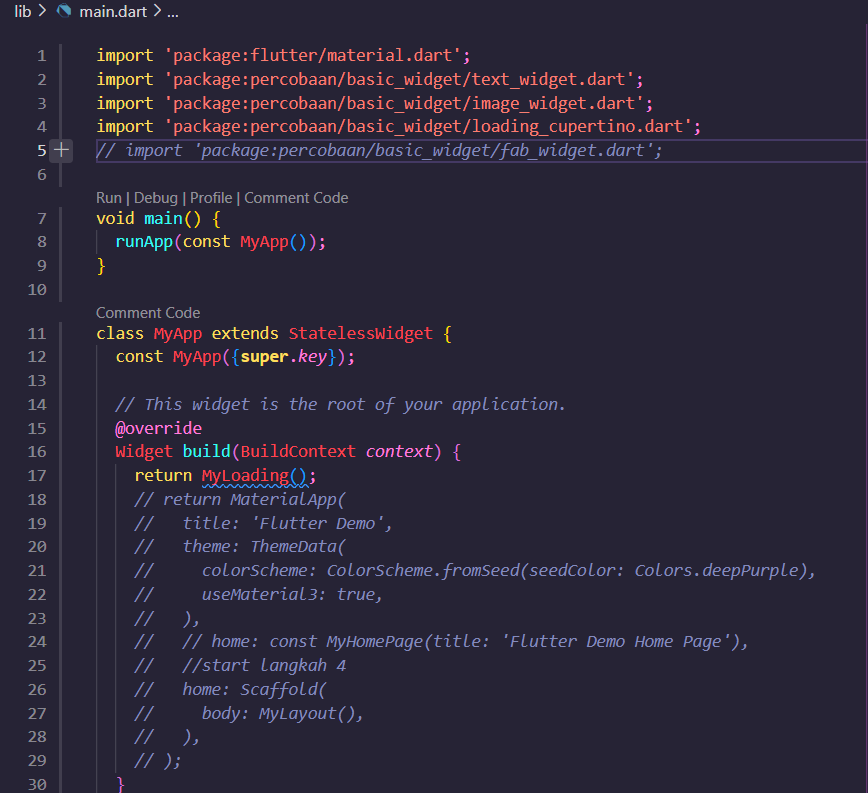 lib > main.dart > ...
1 import 'package:flutter/material.dart';
2 import 'package:percobaan/basic_widget/text_widget.dart';
3 import 'package:percobaan/basic_widget/image_widget.dart';
4 import 'package:percobaan/basic_widget/loading_cupertino.dart';
5 // import 'package:percobaan/basic_widget/fab_widget.dart';
6
Run | Debug | Profile | Comment Code
7 void main() {
8   runApp(const MyApp());
9 }
10
Comment Code
11 class MyApp extends StatelessWidget {
12   const MyApp({super.key});
13
14   // This widget is the root of your application.
15   @override
16   Widget build(BuildContext context) {
17     return MyLoading();
18     // return MaterialApp(
19     //   title: 'Flutter Demo',
20     //   theme: ThemeData(
21     //     colorScheme: ColorScheme.fromSeed(seedColor: Colors.deepPurple),
22     //     useMaterial3: true,
23     //   ),
24     //   // home: const MyHomePage(title: 'Flutter Demo Home Page'),
25     //   //start langkah 4
26     //   home: Scaffold(
27     //     body: MyLayout(),
28     //   ),
29     // );
30   }